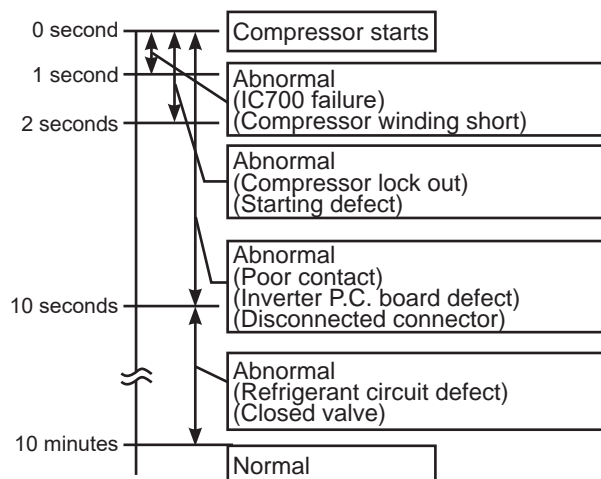 0 second
Compressor starts
1 second
Abnormal
(IC700 failure)
(Compressor winding short)
2 seconds
Abnormal
(Compressor lock out)
(Starting defect)
Abnormal
(Poor contact)
(Inverter P.C. board defect)
(Disconnected connector)
10 seconds
Abnormal
(Refrigerant circuit defect)
(Closed valve)
10 minutes
Normal